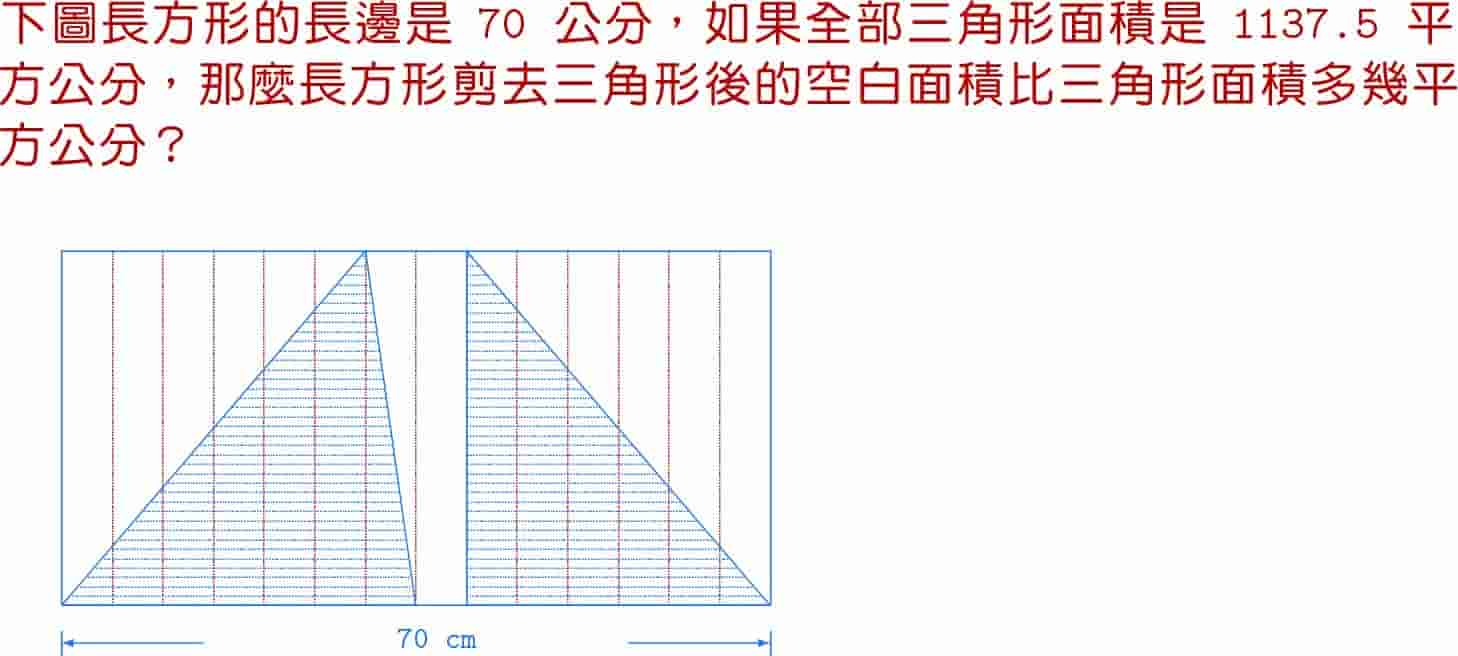 下圖長方形的長邊是 70 公分，如果全部三角形面積是 1137.5 平
方公分，那麼長方形剪去三角形後的空白面積比三角形面積多幾平
方公分？
70 cm